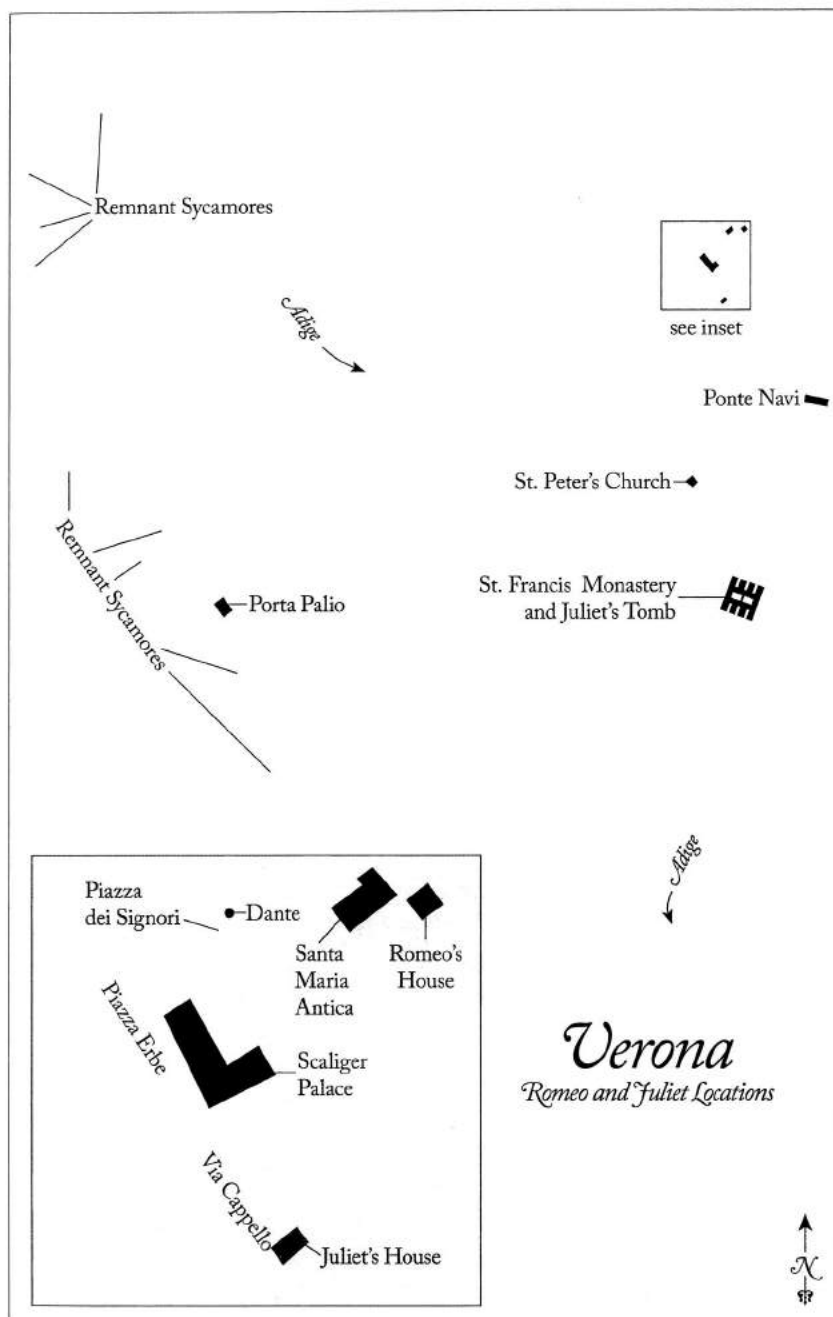 Remnant Sycamores
Adige
see inset
Ponte Navi
St. Peter's Church
Remnant Sycamores
Porta Palio
St. Francis Monastery
and Juliet's Tomb
Adige
Piazza
dei Signori
Dante
Santa
Maria
Antica
Romeo's
House
Piazza Erbe
Scaliger
Palace
Via Cappello
Juliet's House
Verona
Romeo and Juliet Locations
N